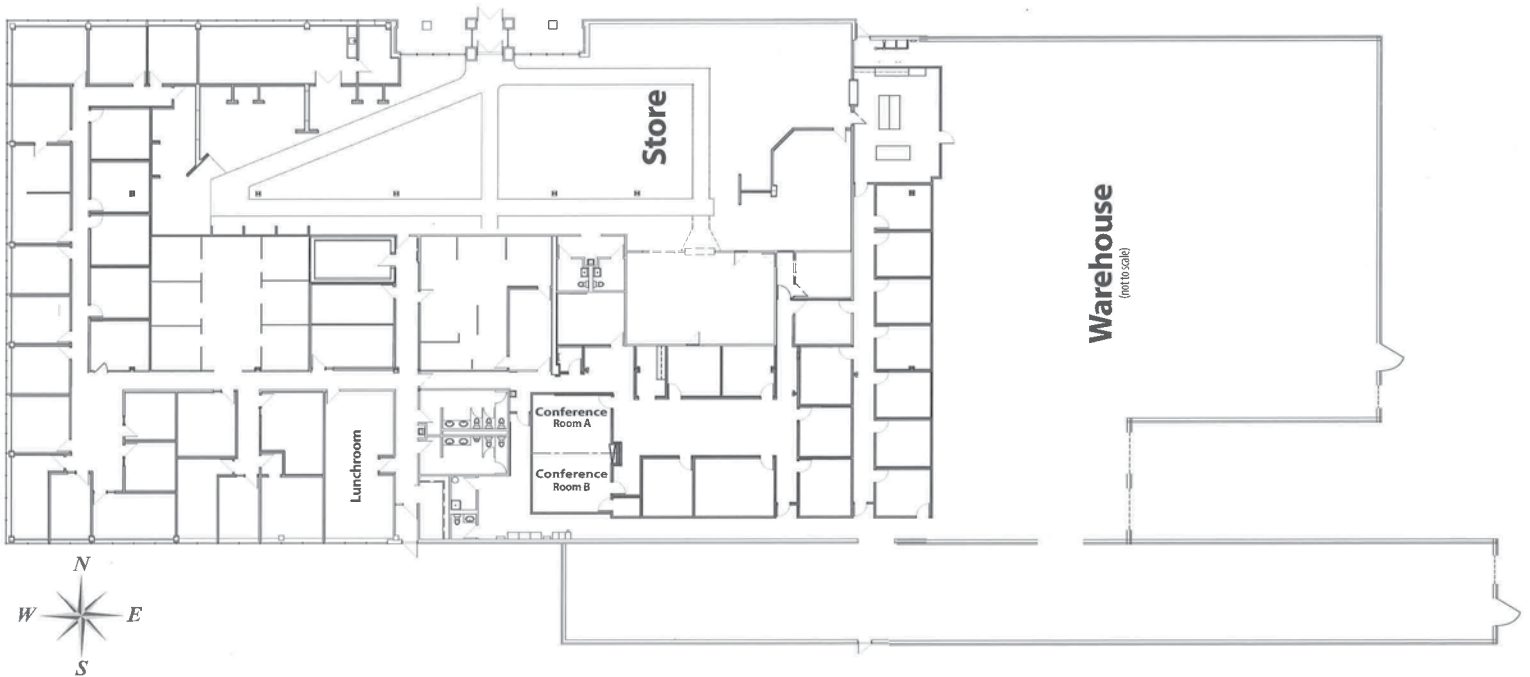 Store
Warehouse
(not to scale)
Conference
Room A
Lunchroom
Conference
Room B
N
W E
S